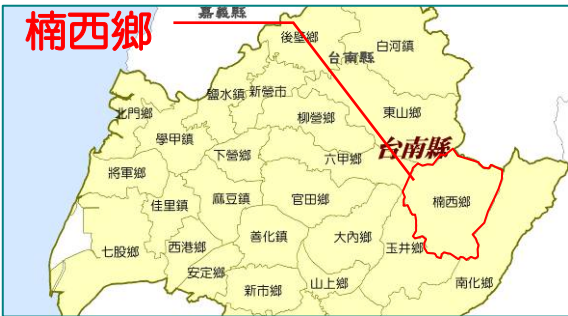 嘉義縣
楠西鄉
後壁鄉
白河鎮
台南縣
鹽水鎮
新營市
北門鄉
柳營鄉
東山鄉
學甲鎮
台南縣
下營鄉
六甲鄉
將軍鄉
佳里鎮
麻豆鎮
官田鄉
楠西鄉
七股鄉
西港鄉
善化鎮
大內鄉
玉井鄉
安定鄉
新市鄉
山上鄉
南化鄉